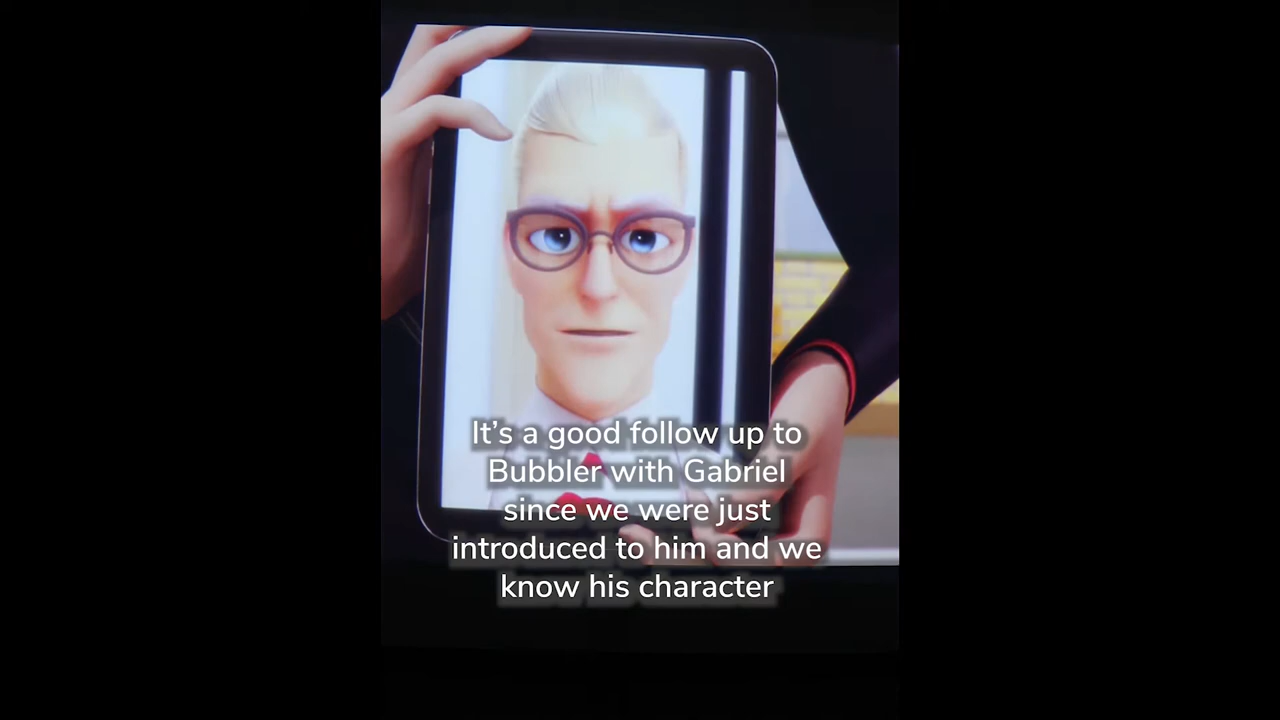 It’s a good follow up to
Bubbler with Gabriel
since we were just
introduced to him and we
know his character